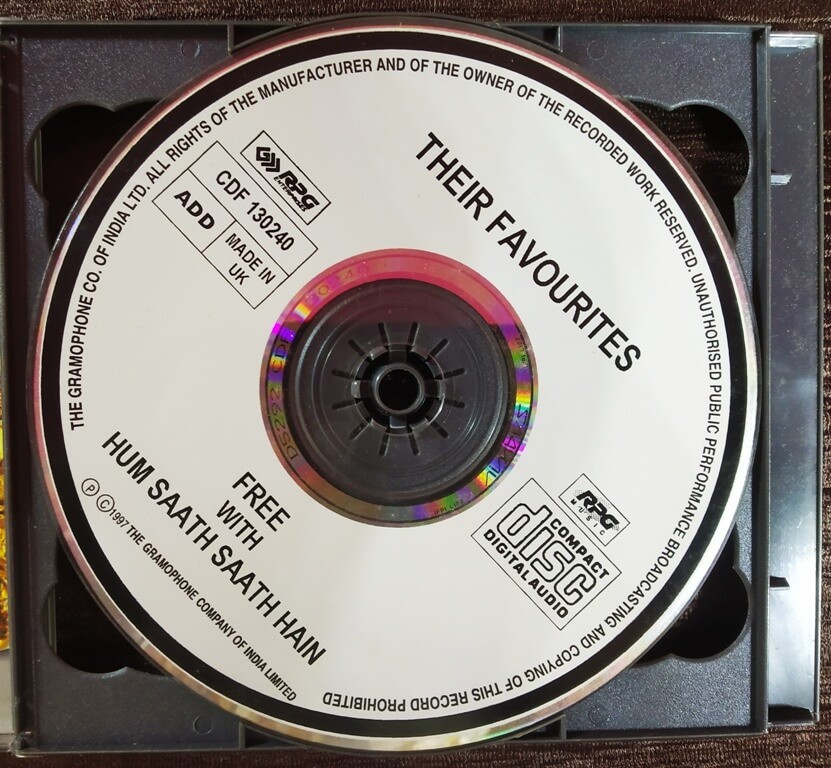 THE GRAMOPHONE CO. OF INDIA LTD. ALL RIGHTS OF THE MANUFACTURER AND OF THE OWNER OF THE RECORDED WORK RESERVED. UNAUTHORISED PUBLIC PERFORMANCE BROADCASTING AND COPYING OF THIS RECORD PROHIBITED
RPG
ENTERPRISES
CDF 130240
ADD
MADE IN
UK
THEIR FAVOURITES
FREE
WITH
HUM SAATH SAATH HAIN
Ⓟ Ⓒ 1997 THE GRAMOPHONE COMPANY OF INDIA LIMITED
RPG
MUSIC
COMPACT
disc
DIGITAL AUDIO